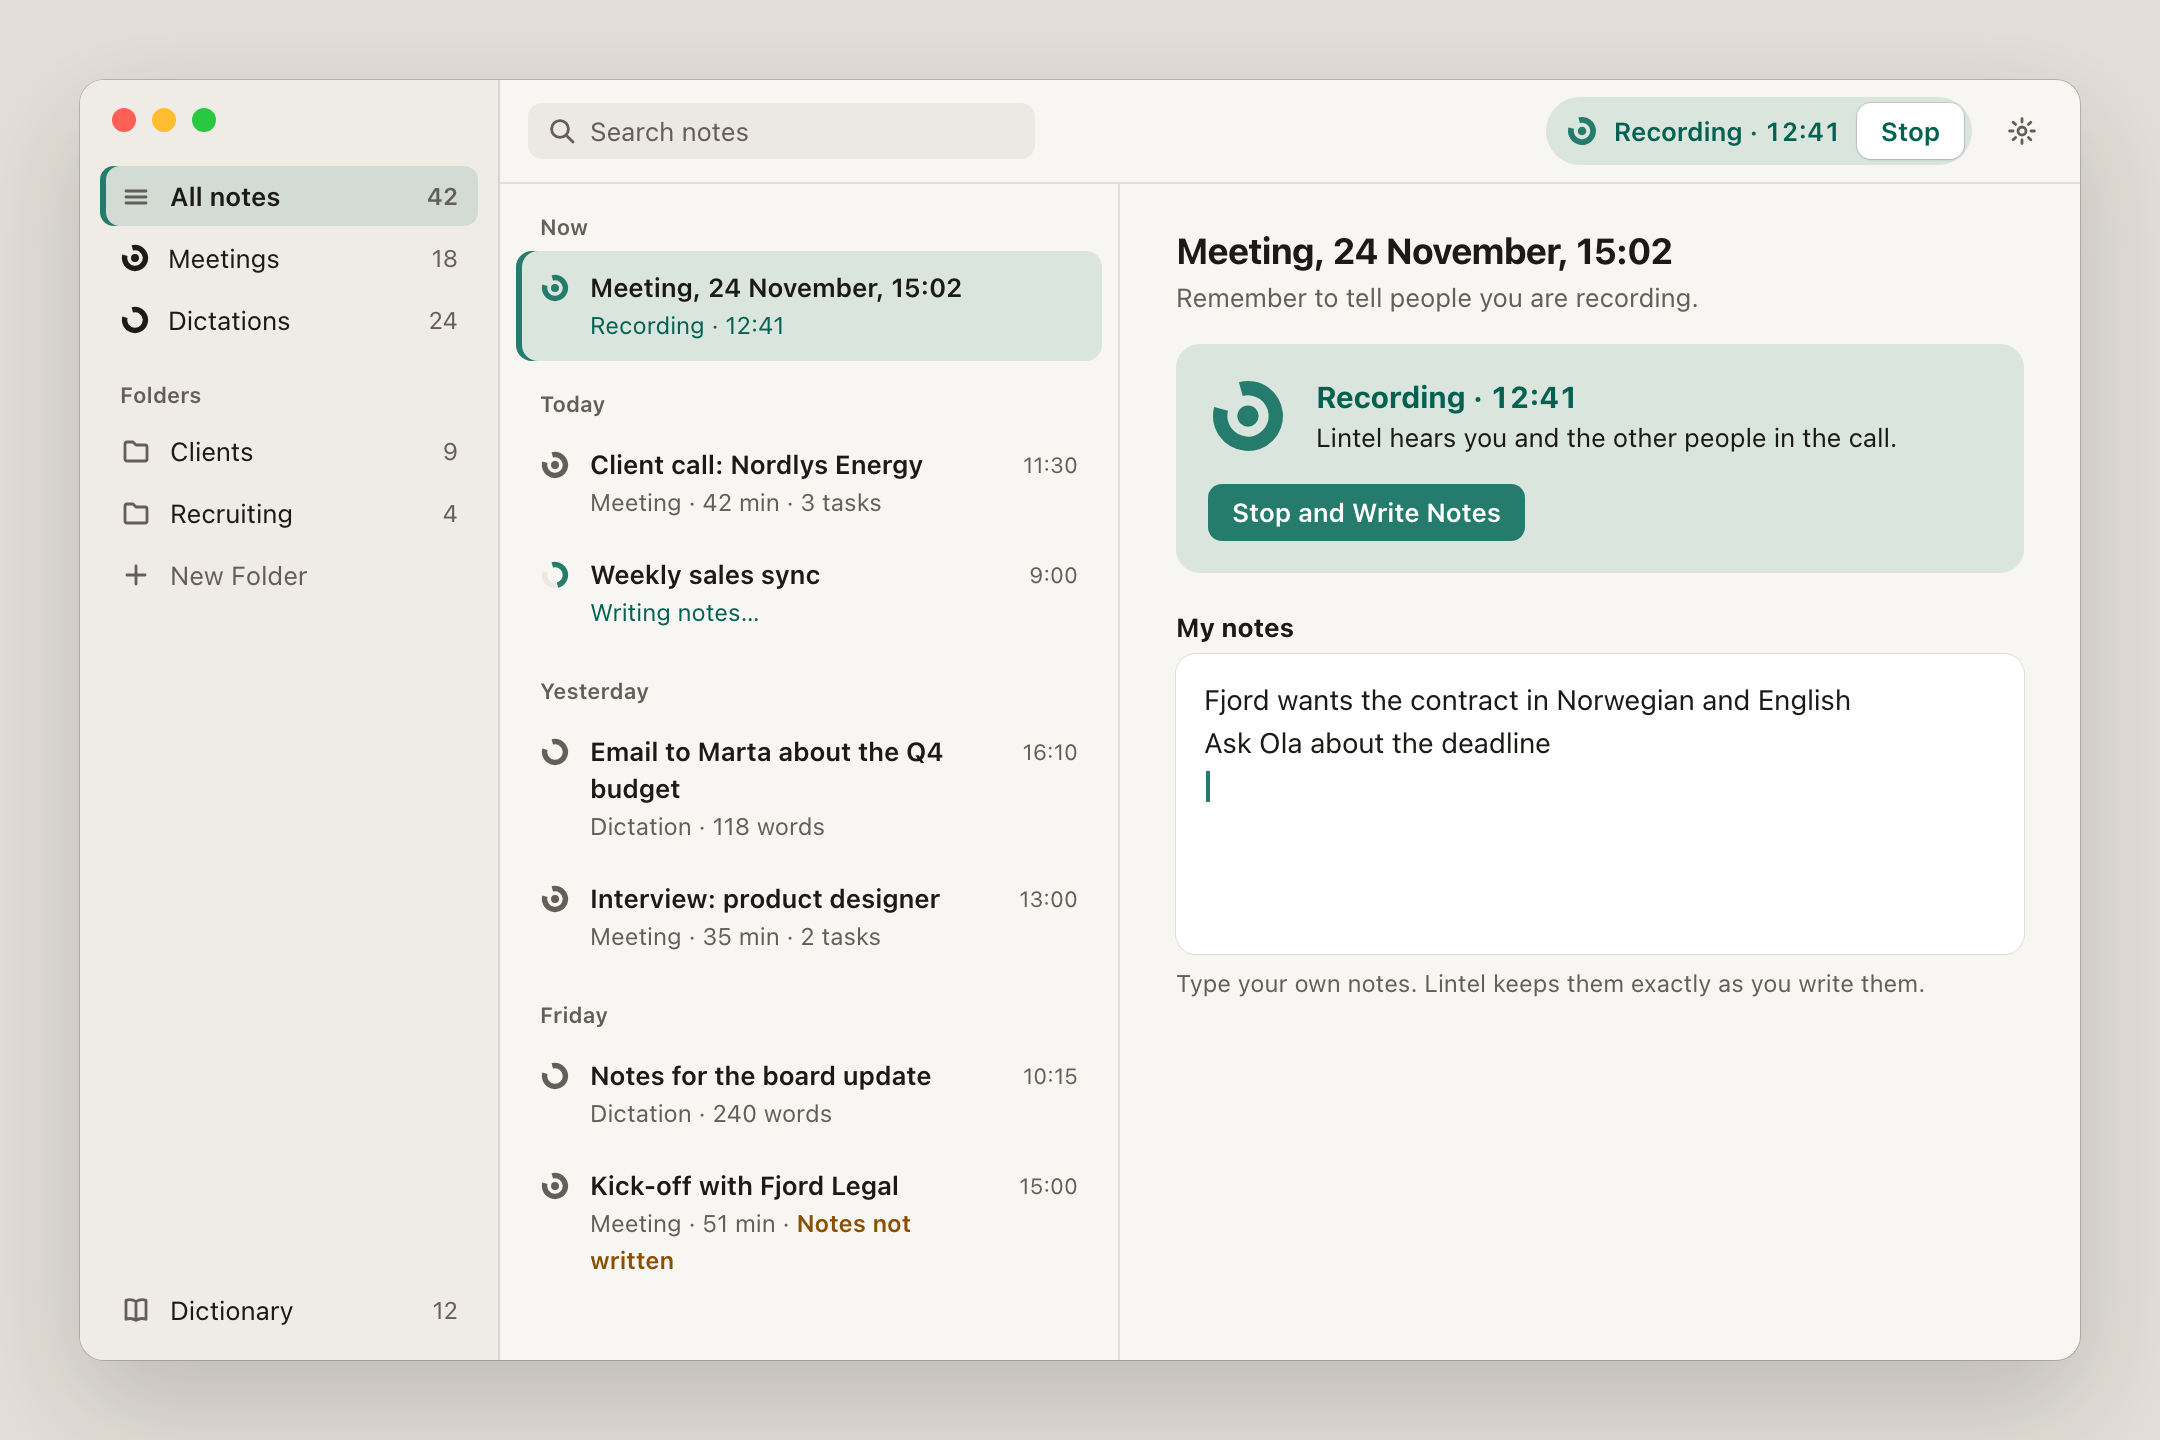 All notes 42
Meetings 18
Dictations 24
Folders
Clients 9
Recruiting 4
New Folder
Dictionary 12
Search notes
Recording · 12:41 Stop
Now
Meeting, 24 November, 15:02
Recording · 12:41
Today
Client call: Nordlys Energy 11:30
Meeting · 42 min · 3 tasks
Weekly sales sync 9:00
Writing notes...
Yesterday
Email to Marta about the Q4 16:10
budget
Dictation · 118 words
Interview: product designer 13:00
Meeting · 35 min · 2 tasks
Friday
Notes for the board update 10:15
Dictation · 240 words
Kick-off with Fjord Legal 15:00
Meeting · 51 min · Notes not
written
Meeting, 24 November, 15:02
Remember to tell people you are recording.
Recording · 12:41
Lintel hears you and the other people in the call.
Stop and Write Notes
My notes
Fjord wants the contract in Norwegian and English
Ask Ola about the deadline
Type your own notes. Lintel keeps them exactly as you write them.